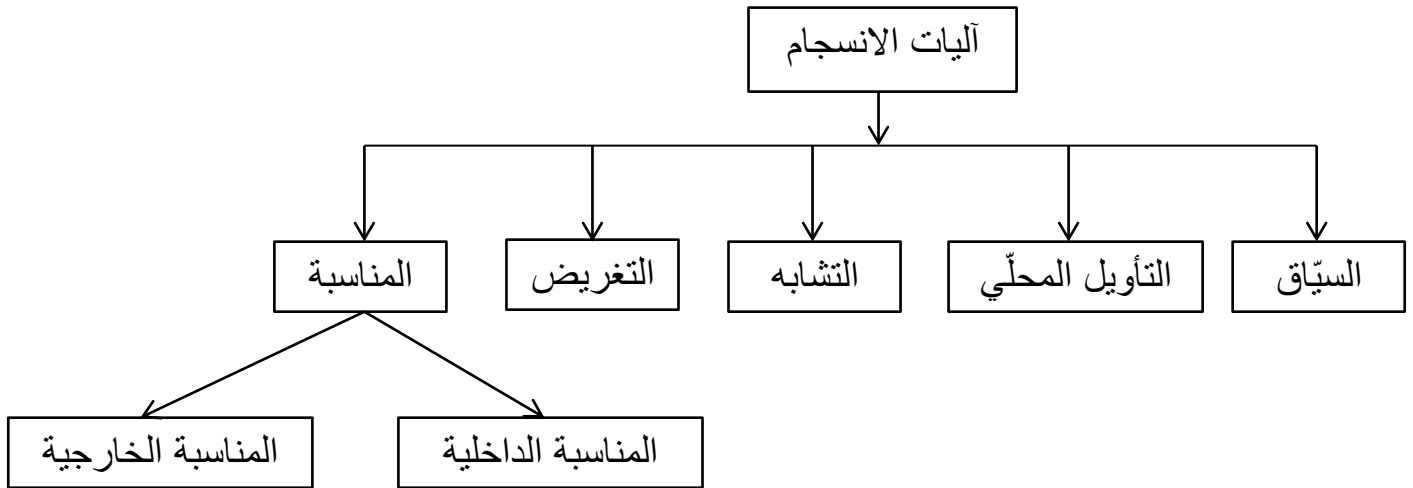 آليات الانسجام
السيّاق
التأويل المحلّي
التشابه
التغريض
المناسبة
المناسبة الداخلية
المناسبة الخارجية